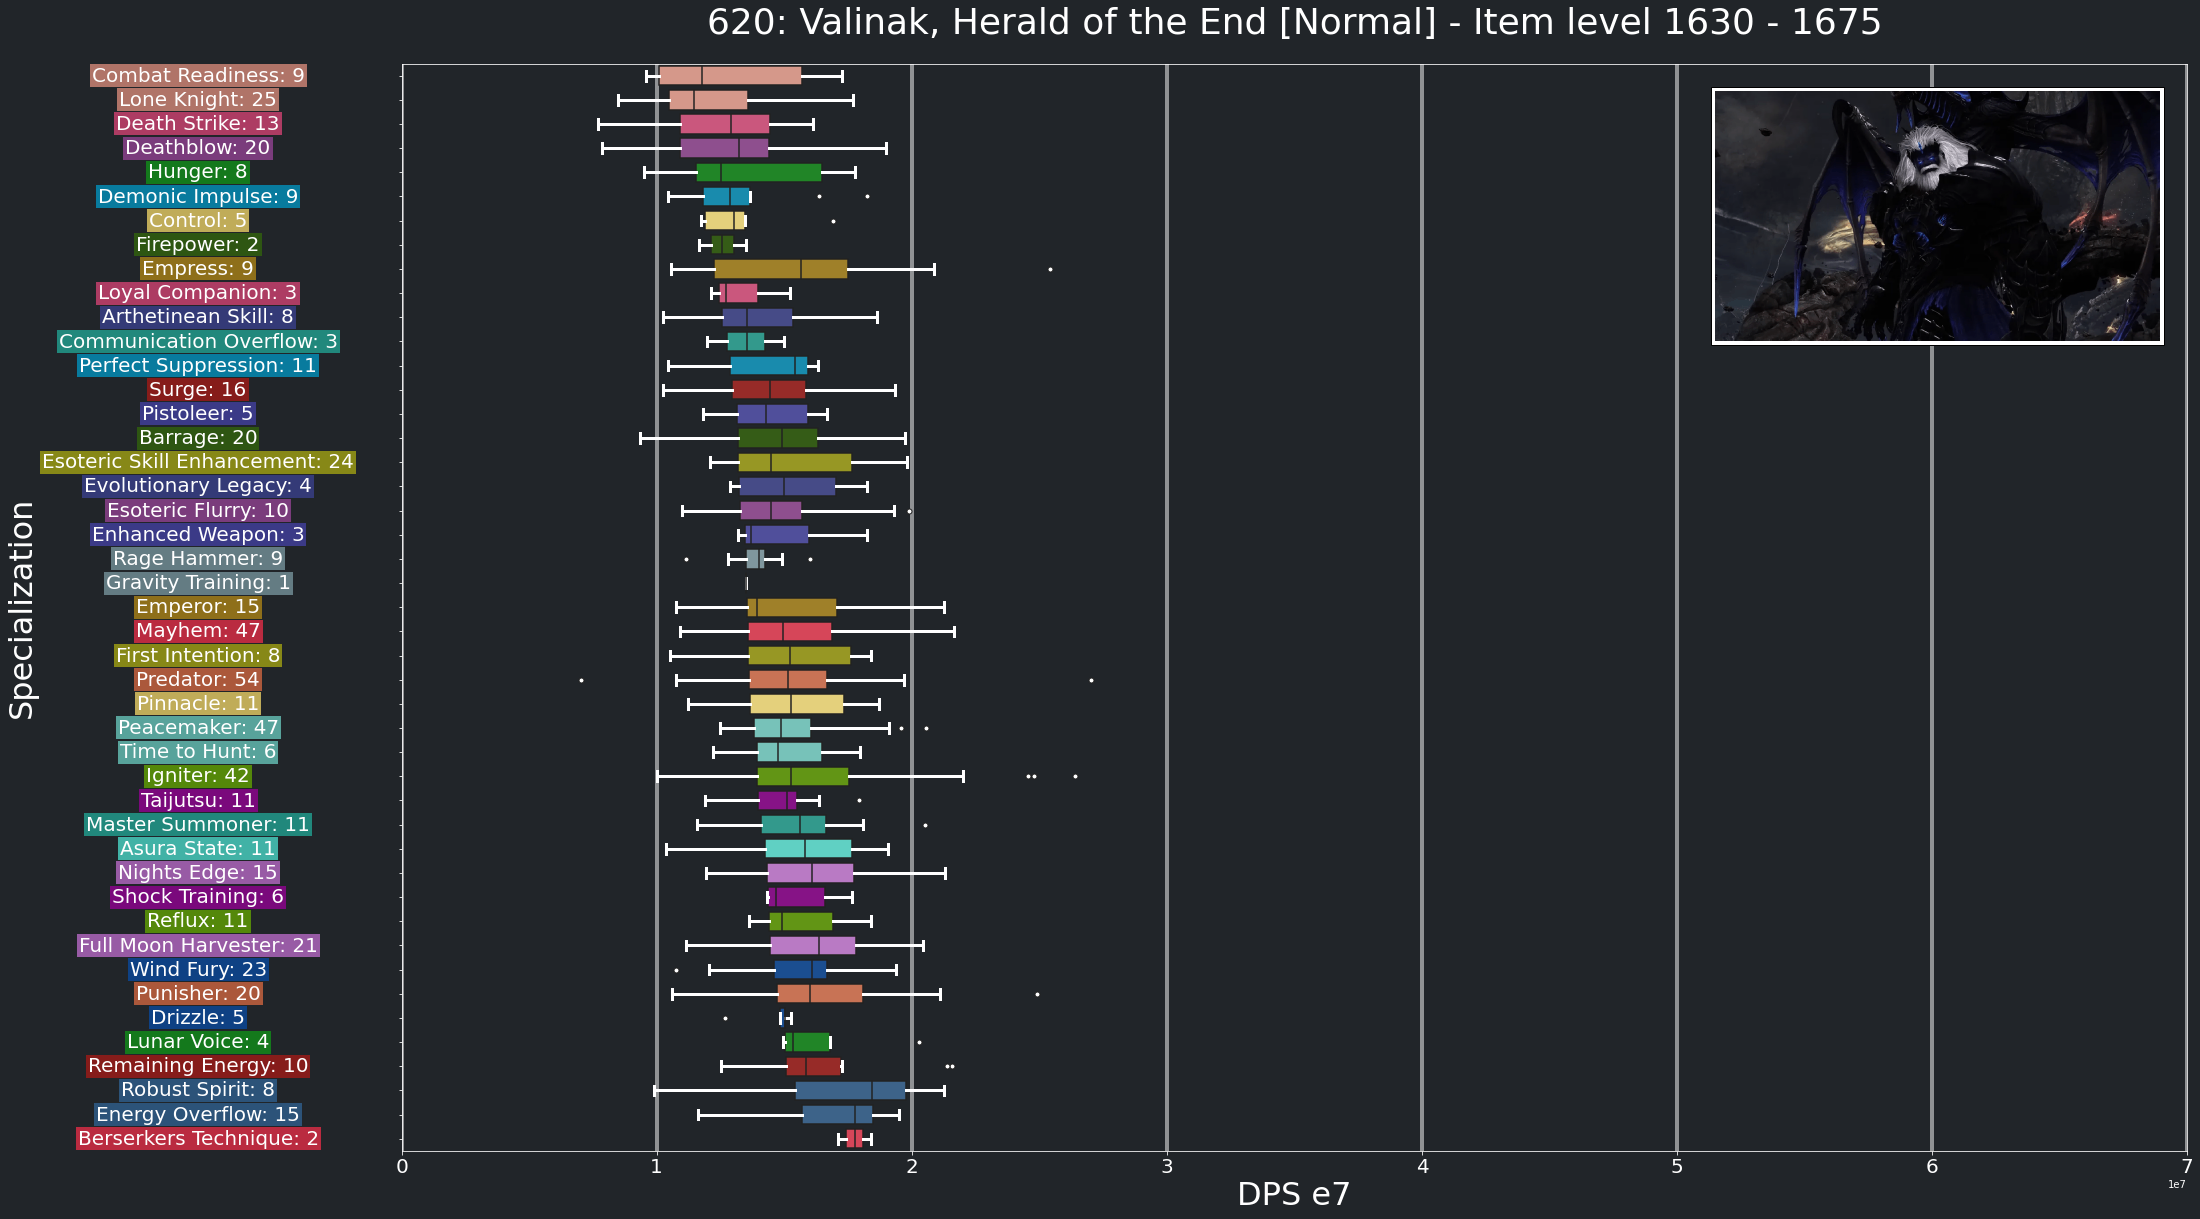 620: Valinak, Herald of the End [Normal] - Item level 1630 - 1675
Specialization
Combat Readiness: 9
Lone Knight: 25
Death Strike: 13
Deathblow: 20
Hunger: 8
Demonic Impulse: 9
Control: 5
Firepower: 2
Empress: 9
Loyal Companion: 3
Arthetinean Skill: 8
Communication Overflow: 3
Perfect Suppression: 11
Surge: 16
Pistoleer: 5
Barrage: 20
Esoteric Skill Enhancement: 24
Evolutionary Legacy: 4
Esoteric Flurry: 10
Enhanced Weapon: 3
Rage Hammer: 9
Gravity Training: 1
Emperor: 15
Mayhem: 47
First Intention: 8
Predator: 54
Pinnacle: 11
Peacemaker: 47
Time to Hunt: 6
Igniter: 42
Taijutsu: 11
Master Summoner: 11
Asura State: 11
Nights Edge: 15
Shock Training: 6
Reflux: 11
Full Moon Harvester: 21
Wind Fury: 23
Punisher: 20
Drizzle: 5
Lunar Voice: 4
Remaining Energy: 10
Robust Spirit: 8
Energy Overflow: 15
Berserkers Technique: 2
0 1 2 3 4 5 6 7
1e7
DPS e7